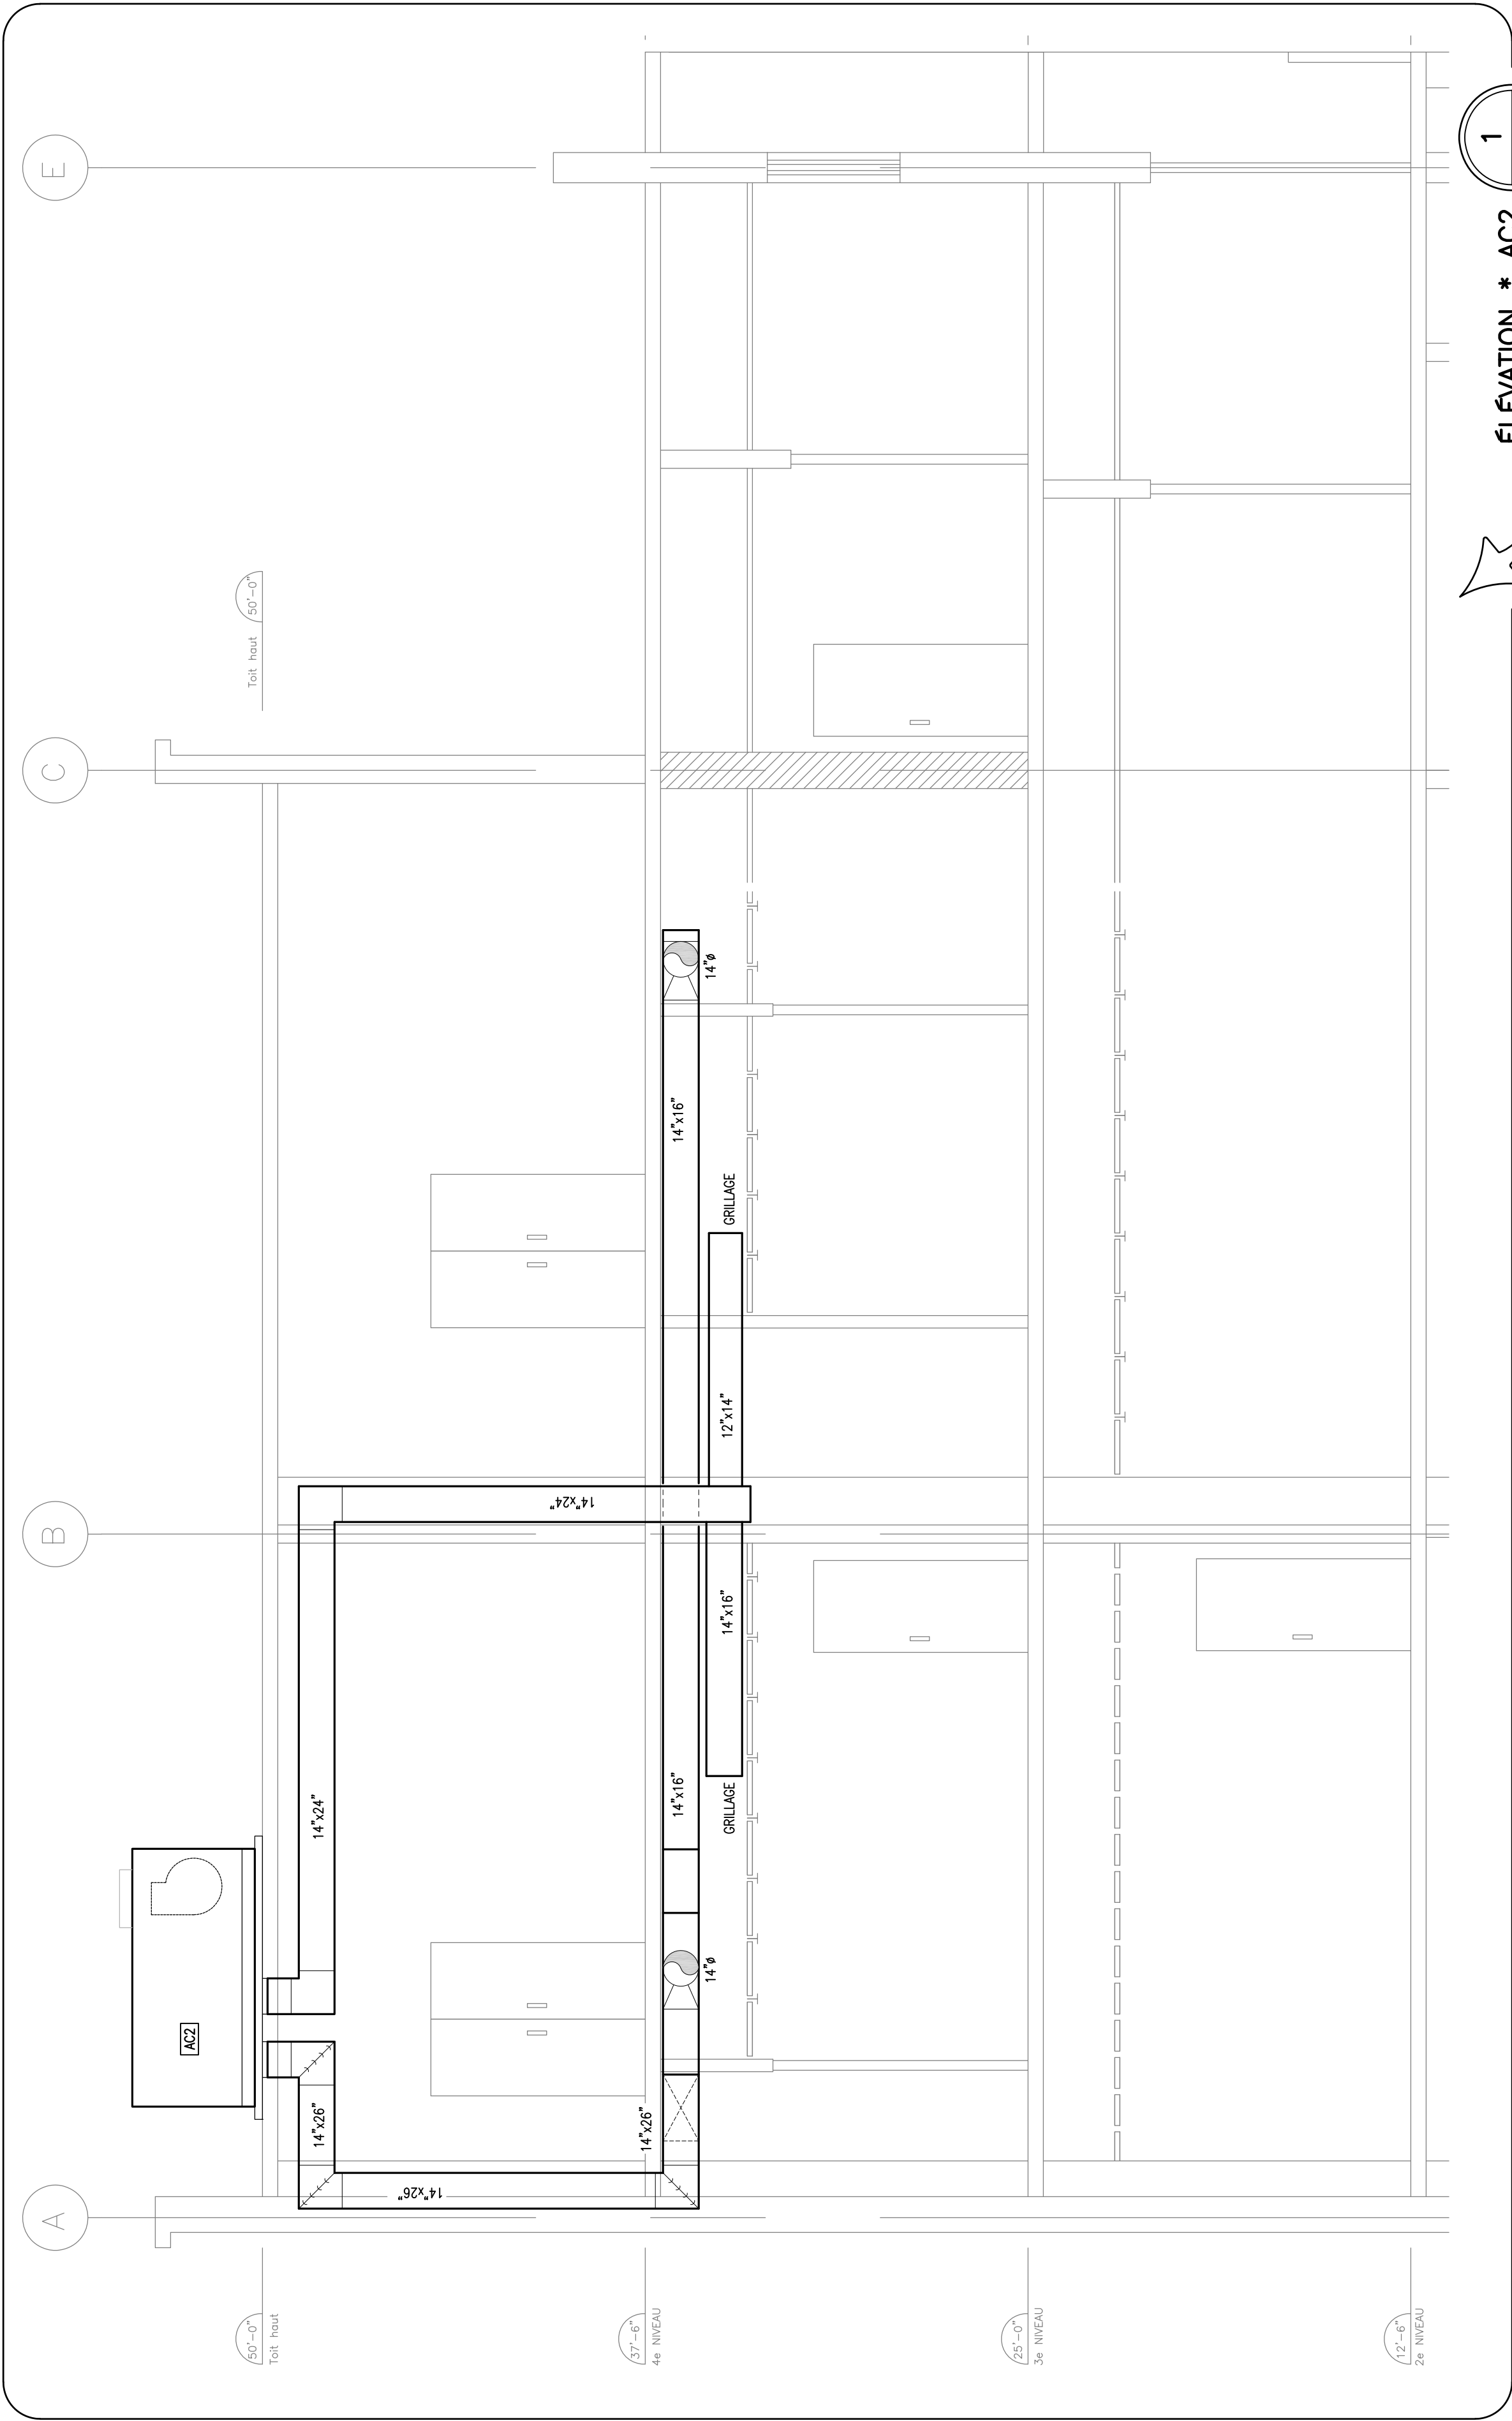 A
B
C
E
50'-0"
Toit haut
Toit haut 50'-0"
AC2
14"x26"
14"x24"
14"x26"
14"x24"
37'-6"
4e NIVEAU
14"x26"
14"x16"
14"x16"
14"ø
14"ø
GRILLAGE
14"x16"
12"x14"
GRILLAGE
25'-0"
3e NIVEAU
12'-6"
2e NIVEAU
ÉLÉVATION * AC2
1